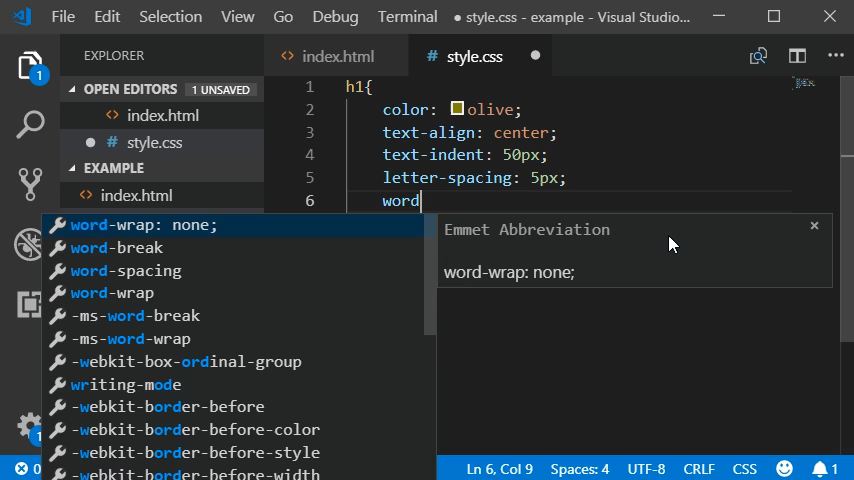 File Edit Selection View Go Debug Terminal ● style.css - example - Visual Studio...
EXPLORER
<> index.html
# style.css ●
1
OPEN EDITORS 1 UNSAVED
<> index.html
● # style.css
EXAMPLE
<> index.html
1 h1{
2 color: olive;
3 text-align: center;
4 text-indent: 50px;
5 letter-spacing: 5px;
6 word
word-wrap: none;
word-break
word-spacing
word-wrap
-ms-word-break
-ms-word-wrap
-webkit-box-ordinal-group
writing-mode
-webkit-border-before
-webkit-border-before-color
-webkit-border-before-style
-webkit-border-before-width
Emmet Abbreviation
word-wrap: none;
1
0
Ln 6, Col 9 Spaces: 4 UTF-8 CRLF CSS 1